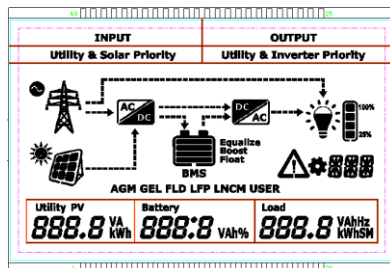 48 25
INPUT OUTPUT
Utility & Solar Priority Utility & Inverter Priority
AC DC DC AC 100%
25%
Equalize
Boost
Float
BMS
AGM GEL FLD LFP LNCM USER
Utility PV Battery Load
888.8 VA kWh 888.8 VAh% 888.8 VAhHz kWhSM